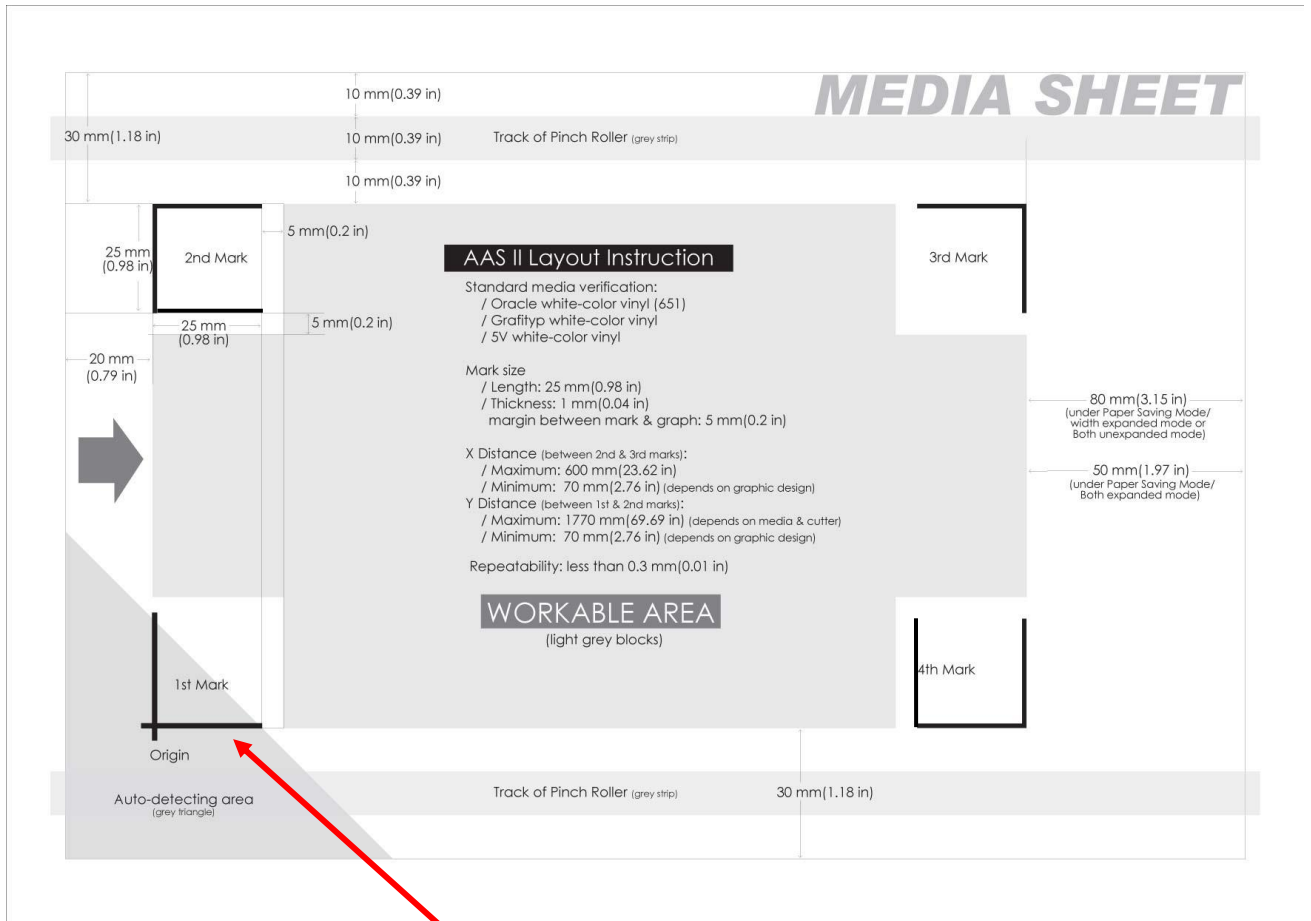 MEDIA SHEET
10 mm(0.39 in)
30 mm(1.18 in)
10 mm(0.39 in)
Track of Pinch Roller (grey strip)
10 mm(0.39 in)
5 mm(0.2 in)
25 mm
(0.98 in)
2nd Mark
3rd Mark
25 mm
(0.98 in)
5 mm(0.2 in)
20 mm
(0.79 in)
AAS II Layout Instruction
Standard media verification:
/ Oracle white-color vinyl (651)
/ Grafityp white-color vinyl
/ 5V white-color vinyl
Mark size
/ Length: 25 mm(0.98 in)
/ Thickness: 1 mm(0.04 in)
margin between mark & graph: 5 mm(0.2 in)
X Distance (between 2nd & 3rd marks):
/ Maximum: 600 mm(23.62 in)
/ Minimum: 70 mm(2.76 in) (depends on graphic design)
Y Distance (between 1st & 2nd marks):
/ Maximum: 1770 mm(69.69 in) (depends on media & cutter)
/ Minimum: 70 mm(2.76 in) (depends on graphic design)
Repeatability: less than 0.3 mm(0.01 in)
WORKABLE AREA
(light grey blocks)
80 mm(3.15 in)
(under Paper Saving Mode/
width expanded mode or
Both unexpanded mode)
50 mm(1.97 in)
(under Paper Saving Mode/
Both expanded mode)
1st Mark
4th Mark
Origin
Auto-detecting area
(grey triangle)
Track of Pinch Roller (grey strip)
30 mm(1.18 in)